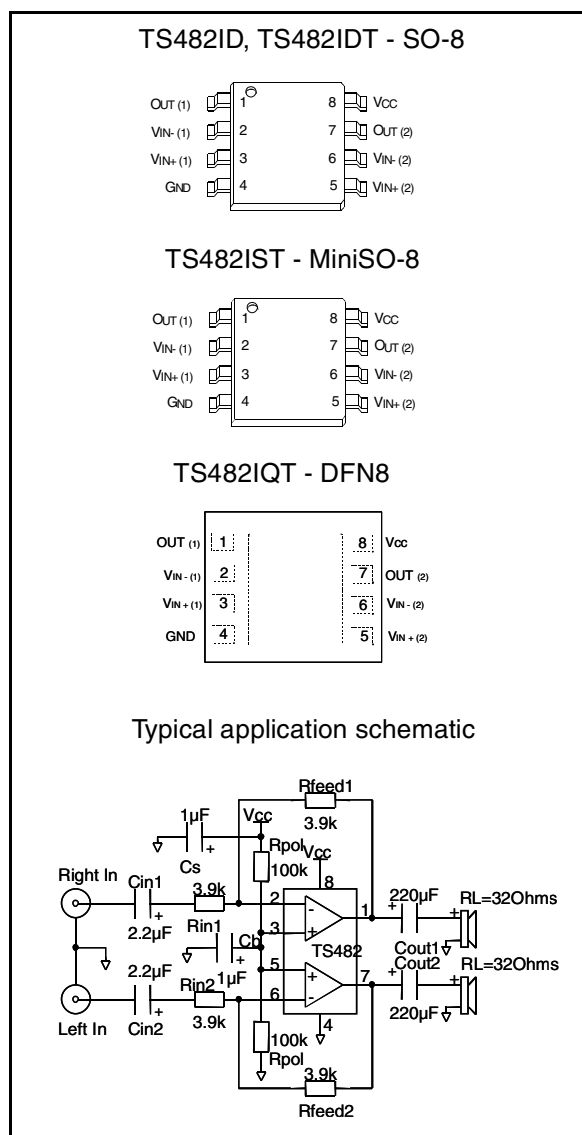 TS482ID, TS482IDT - SO-8
OUT (1) 1 8 VCC
VIN- (1) 2 7 OUT (2)
VIN+ (1) 3 6 VIN- (2)
GND 4 5 VIN+ (2)
TS482IST - MiniSO-8
OUT (1) 1 8 VCC
VIN- (1) 2 7 OUT (2)
VIN+ (1) 3 6 VIN- (2)
GND 4 5 VIN+ (2)
TS482IQT - DFN8
OUT (1) 1 8 Vcc
VIN - (1) 2 7 OUT (2)
VIN + (1) 3 6 VIN - (2)
GND 4 5 VIN + (2)
Typical application schematic
Rfeed1
3.9k
1µF
+
Cs
Vcc
Rpol
100k
Vcc
8
Right In
Cin1
+
2.2µF
3.9k
Rin1
2
-
3
+
1
220µF
+
Cout1
RL=32Ohms
+
Cb
+
1µF
TS482
2.2µF
+
Cin2
Left In
Rin2
3.9k
5
+
6
-
7
Cout2
+
220µF
RL=32Ohms
+
4
100k
Rpol
3.9k
Rfeed2